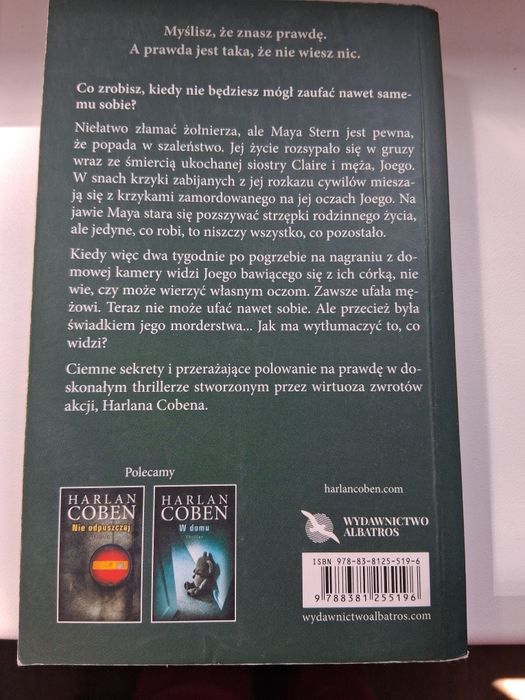 Myślisz, że znasz prawdę.
A prawda jest taka, że nie wiesz nic.
Co zrobisz, kiedy nie będziesz mógł zaufać nawet same-
mu sobie?
Niełatwo złamać żołnierza, ale Maya Stern jest pewna,
że popada w szaleństwo. Jej życie rozsypało się w gruzy
wraz ze śmiercią ukochanej siostry Claire i męża, Joego.
W snach krzyki zabijanych z jej rozkazu cywilów miesza-
ją się z krzykami zamordowanego na jej oczach Joego. Na
jawie Maya stara się pozszywać strzępki rodzinnego życia,
ale jedyne, co robi, to niszczy wszystko, co pozostało.
Kiedy więc dwa tygodnie po pogrzebie na nagraniu z do-
mowej kamery widzi Joego bawiącego się z ich córką, nie
wie, czy może wierzyć własnym oczom. Zawsze ufała mę-
żowi. Teraz nie może ufać nawet sobie. Ale przecież była
świadkiem jego morderstwa... Jak ma wytłumaczyć to, co
widzi?
Ciemne sekrety i przerażające polowanie na prawdę w do-
skonałym thrillerze stworzonym przez wirtuoza zwrotów
akcji, Harlana Cobena.
Polecamy
HARLAN
COBEN
Nie odpuszczaj
HARLAN
COBEN
W domu
Thriller
harlancoben.com
WYDAWNICTWO
ALBATROS
ISBN 978-83-8125-519-6
9 788381 255196
wydawnictwoalbatros.com